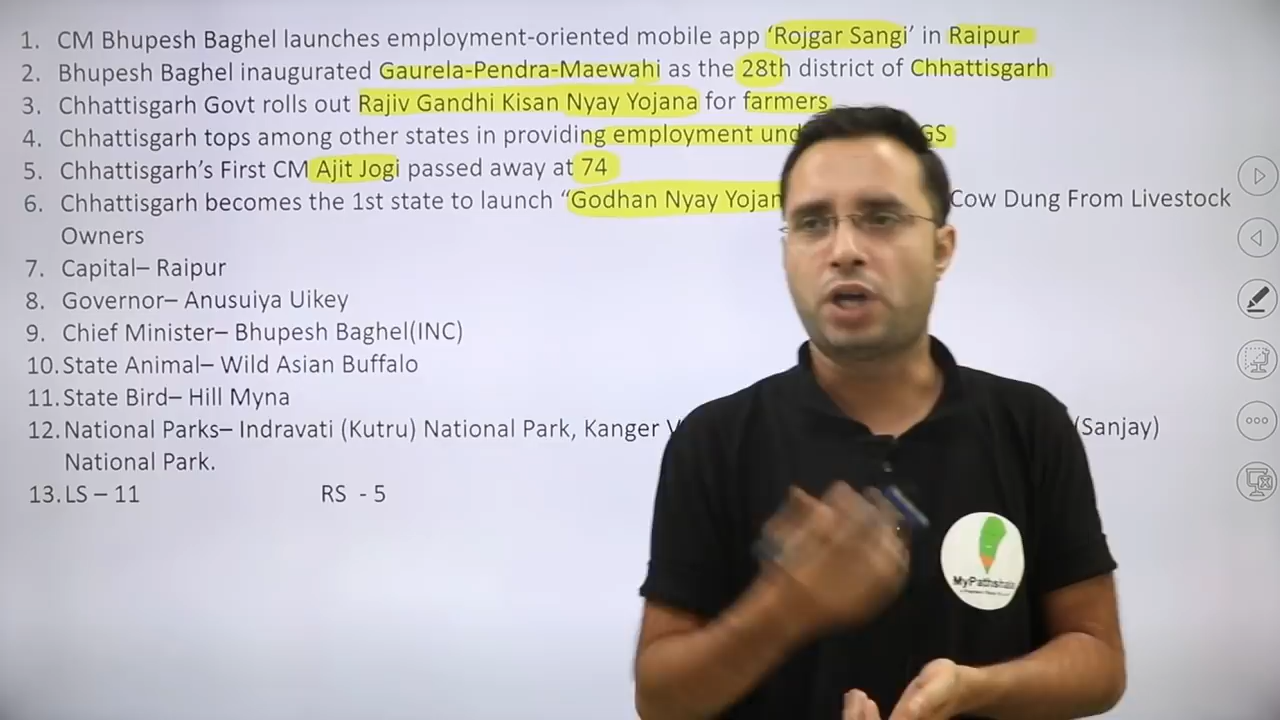 1. CM Bhupesh Baghel launches employment-oriented mobile app ‘Rojgar Sangi’ in Raipur
2. Bhupesh Baghel inaugurated Gaurela-Pendra-Maewahi as the 28th district of Chhattisgarh
3. Chhattisgarh Govt rolls out Rajiv Gandhi Kisan Nyay Yojana for farmers
4. Chhattisgarh tops among other states in providing employment und GS
5. Chhattisgarh’s First CM Ajit Jogi passed away at 74
6. Chhattisgarh becomes the 1st state to launch “Godhan Nyay Yojan Cow Dung From Livestock
Owners
7. Capital– Raipur
8. Governor– Anusuiya Uikey
9. Chief Minister– Bhupesh Baghel(INC)
10. State Animal– Wild Asian Buffalo
11. State Bird– Hill Myna
12. National Parks– Indravati (Kutru) National Park, Kanger (Sanjay)
National Park.
13. LS – 11 RS - 5
MyPathshala